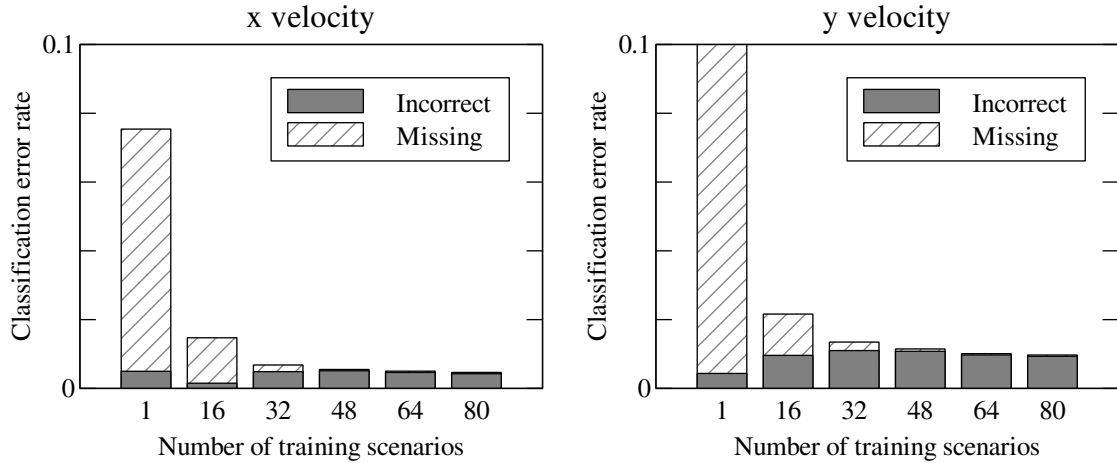 x velocity
0.1
Classification error rate
0
Incorrect
Missing
1 16 32 48 64 80
Number of training scenarios
y velocity
0.1
Classification error rate
0
Incorrect
Missing
1 16 32 48 64 80
Number of training scenarios